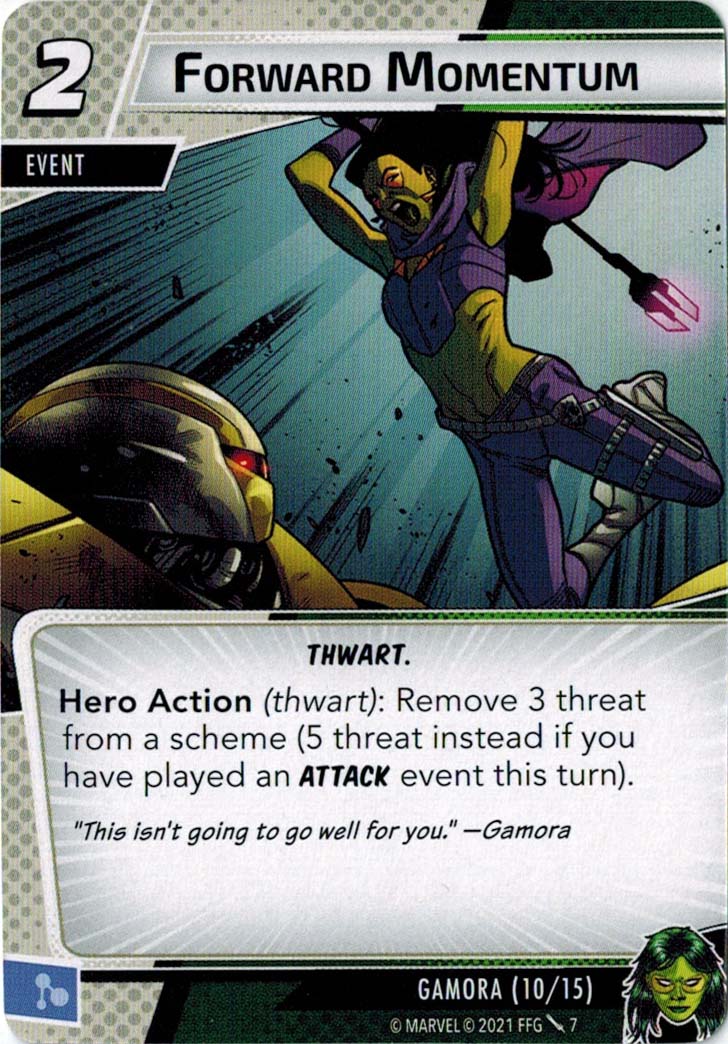 2
FORWARD MOMENTUM
EVENT
THWART.
Hero Action (thwart): Remove 3 threat
from a scheme (5 threat instead if you
have played an ATTACK event this turn).
"This isn't going to go well for you." —Gamora
GAMORA (10/15)
© MARVEL © 2021 FFG 7